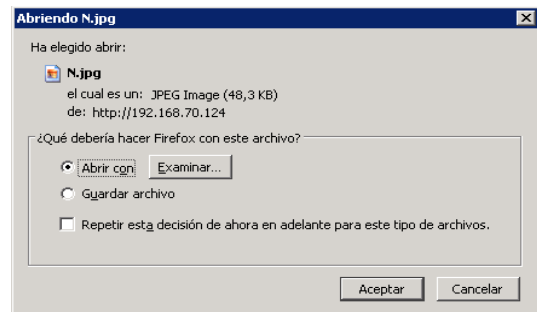 Abriendo N.jpg
Ha elegido abrir:
N.jpg
el cual es un: JPEG Image (48,3 KB)
de: http://192.168.70.124
¿Qué debería hacer Firefox con este archivo?
Abrir con Examinar...
Guardar archivo
Repetir esta decisión de ahora en adelante para este tipo de archivos.
Aceptar Cancelar